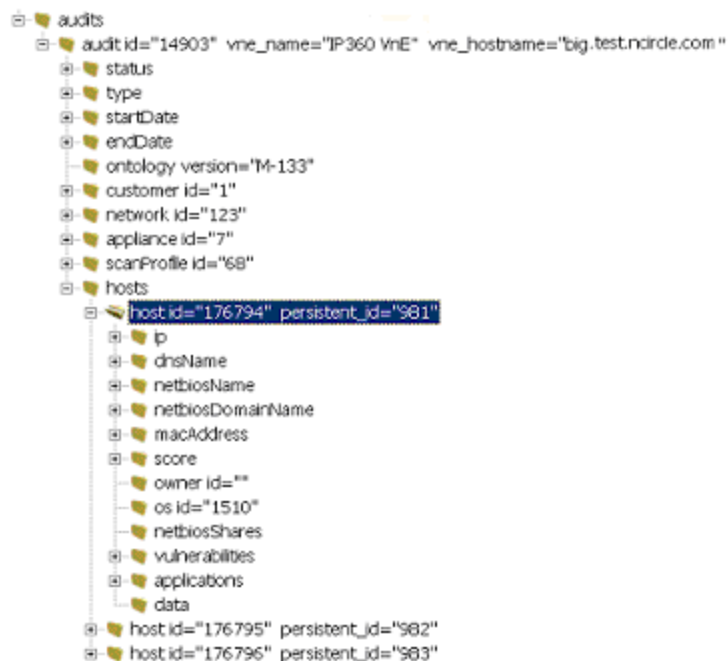 audits
audit id="14903" vne_name="IP360 VnE" vne_hostname="big.test.ncircle.com"
status
type
startDate
endDate
ontology version="M-133"
customer id="1"
network id="123"
appliance id="7"
scanProfile id="68"
hosts
host id="176794" persistent_id="981"
ip
dnsName
netbiosName
netbiosDomainName
macAddress
score
owner id=""
os id="1510"
netbiosShares
vulnerabilities
applications
data
host id="176795" persistent_id="982"
host id="176796" persistent_id="983"